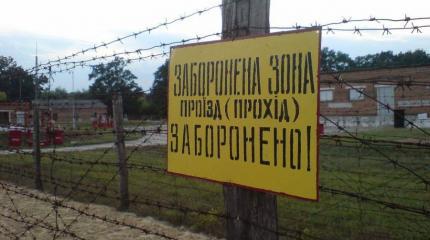 ЗАБОРОНЕНА ЗОНА
ПРОЇЗД (ПРОХІД)
ЗАБОРОНЕНО!